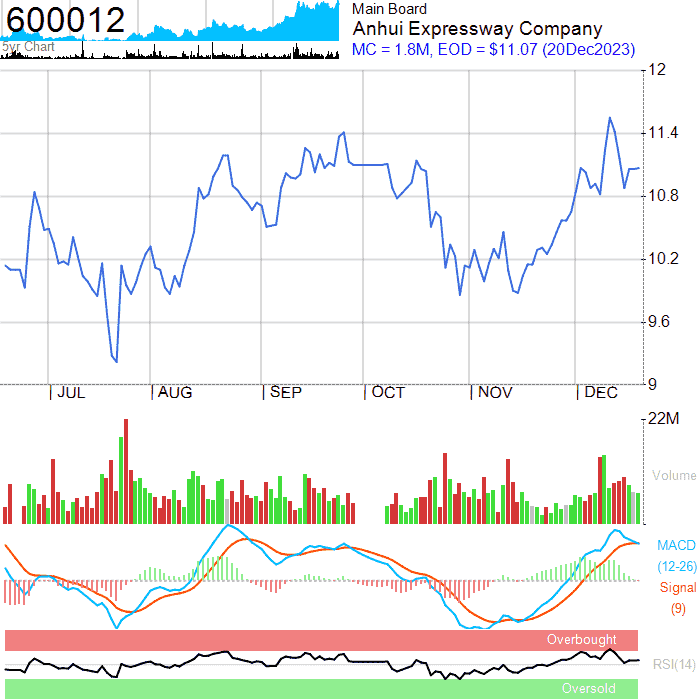 600012
5yr Chart
Main Board
Anhui Expressway Company
MC = 1.8M, EOD = $11.07 (20Dec2023)
12
11.4
10.8
10.2
9.6
9
JUL AUG SEP OCT NOV DEC
22M
Volume
MACD
(12-26)
Signal
(9)
Overbought
RSI(14)
Oversold